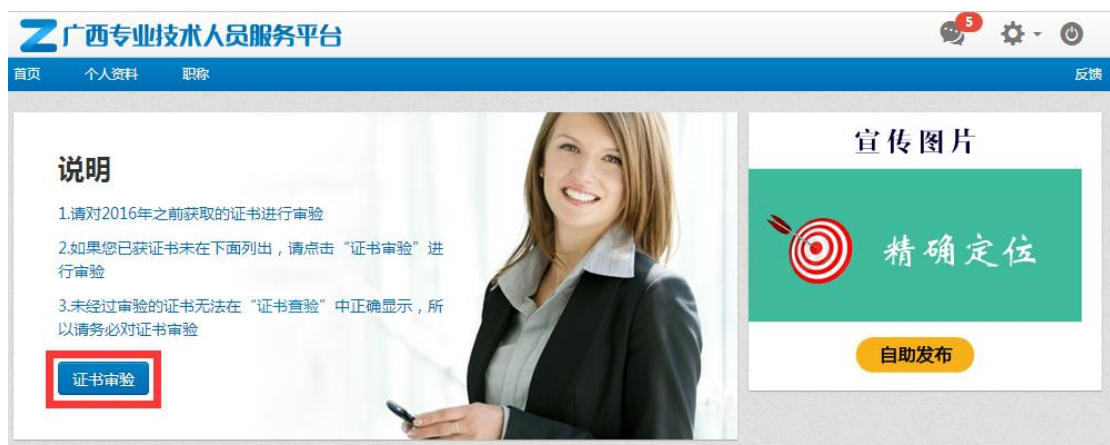 Z广西专业技术人员服务平台
5
首页 个人资料 职称 反馈
说明
1.请对2016年之前获取的证书进行审验
2.如果您已获证书未在下面列出，请点击“证书审验”进
行审验
3.未经过审验的证书无法在“证书查验”中正确显示，所
以请务必对证书审验
证书审验
宣传图片
精确定位
自助发布